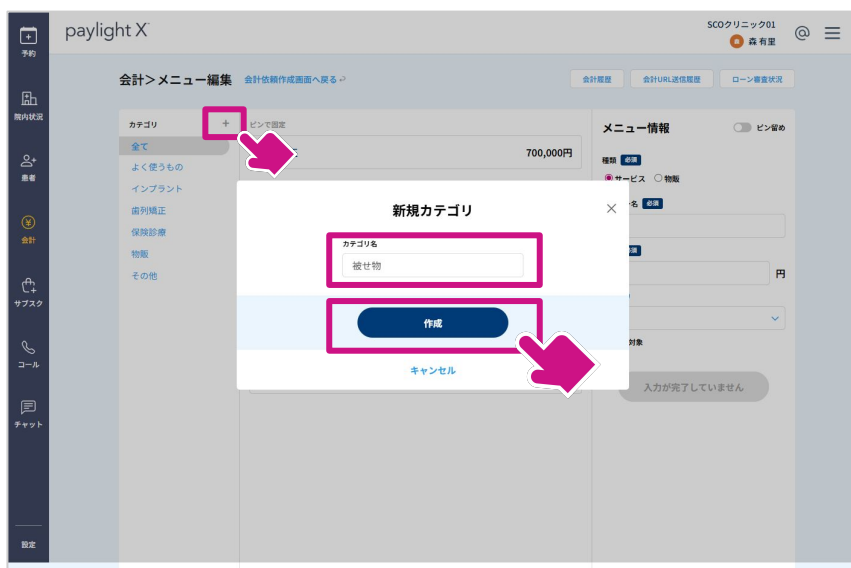 paylight X
SCOクリニック01
森 森 有里
予約
院内状況
患者
会計
サブスク
コール
チャット
設定
会計＞メニュー編集 会計依頼作成画面へ戻る
会計履歴 会計URL送信履歴 ローン審査状況
カテゴリ +
全て
よく使うもの
インプラント
歯列矯正
保険診療
物販
その他
ピンで固定
700,000円
新規カテゴリ
カテゴリ名
被せ物
作成
キャンセル
メニュー情報 ピン留め
種類 必須
サービス 物販
名 必須
必須
円
対象
入力が完了していません